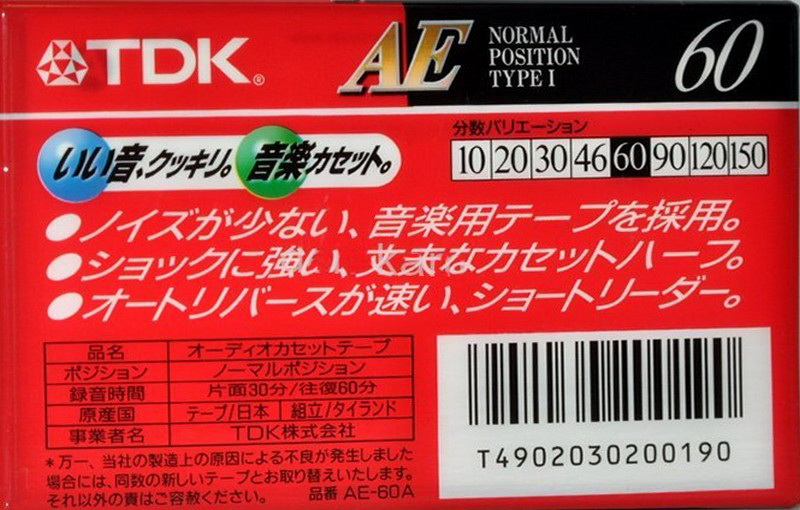 TDK®
AE
NORMAL
POSITION
TYPE I
60
いい音、クッキリ。音楽カセット。
分数バリエーション
10 20 30 46 60 90 120 150
●ノイズが少ない、音楽用テープを採用。
●ショックに強い、丈夫なカセットハーフ。
●オートリバースが速い、ショートリーダー。
品名 オーディオカセットテープ
ポジション ノーマルポジション
録音時間 片面30分/往復60分
原産国 テープ/日本 組立/タイランド
事業者名 TDK株式会社
*万一、当社の製造上の原因による不良が発生しました
場合には、同数の新しいテープとお取り替えいたします。
それ以外の責はご容赦ください。 品番 AE-60A
T4902030200190